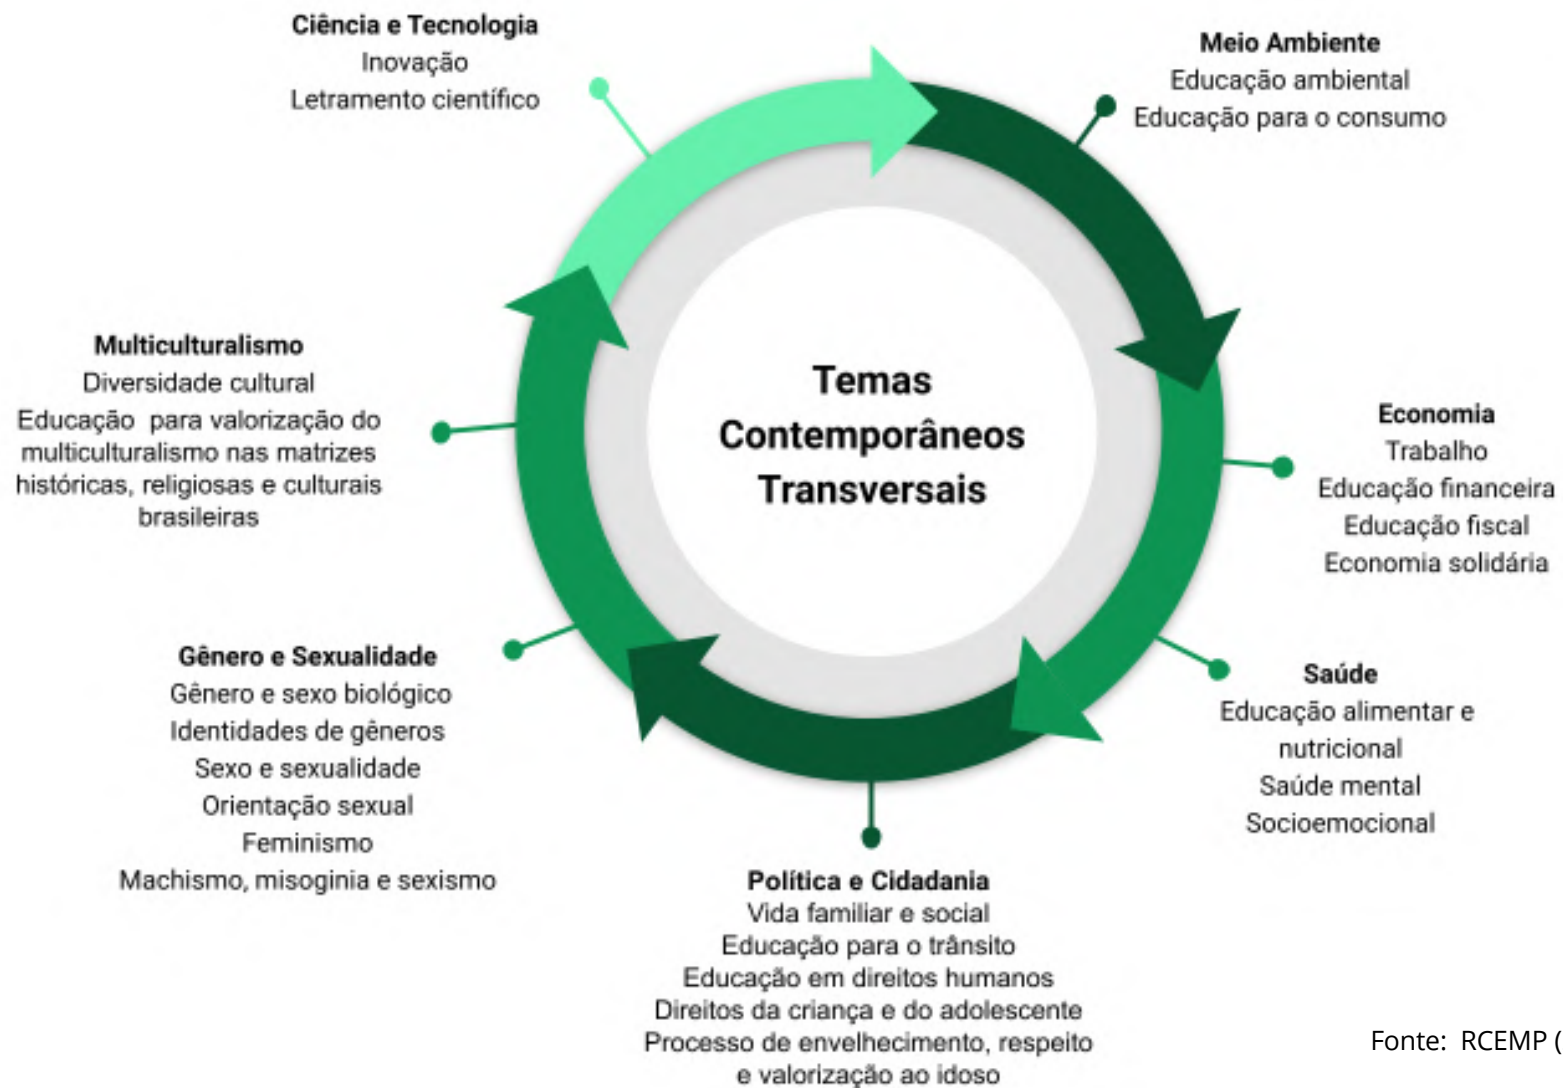 Ciência e Tecnologia
Inovação
Letramento científico
Meio Ambiente
Educação ambiental
Educação para o consumo
Multiculturalismo
Diversidade cultural
Educação para valorização do
multiculturalismo nas matrizes
históricas, religiosas e culturais
brasileiras
Temas
Contemporâneos
Transversais
Economia
Trabalho
Educação financeira
Educação fiscal
Economia solidária
Gênero e Sexualidade
Gênero e sexo biológico
Identidades de gêneros
Sexo e sexualidade
Orientação sexual
Feminismo
Machismo, misoginia e sexismo
Saúde
Educação alimentar e
nutricional
Saúde mental
Socioemocional
Política e Cidadania
Vida familiar e social
Educação para o trânsito
Educação em direitos humanos
Direitos da criança e do adolescente
Processo de envelhecimento, respeito
e valorização ao idoso
Fonte: RCEMP (